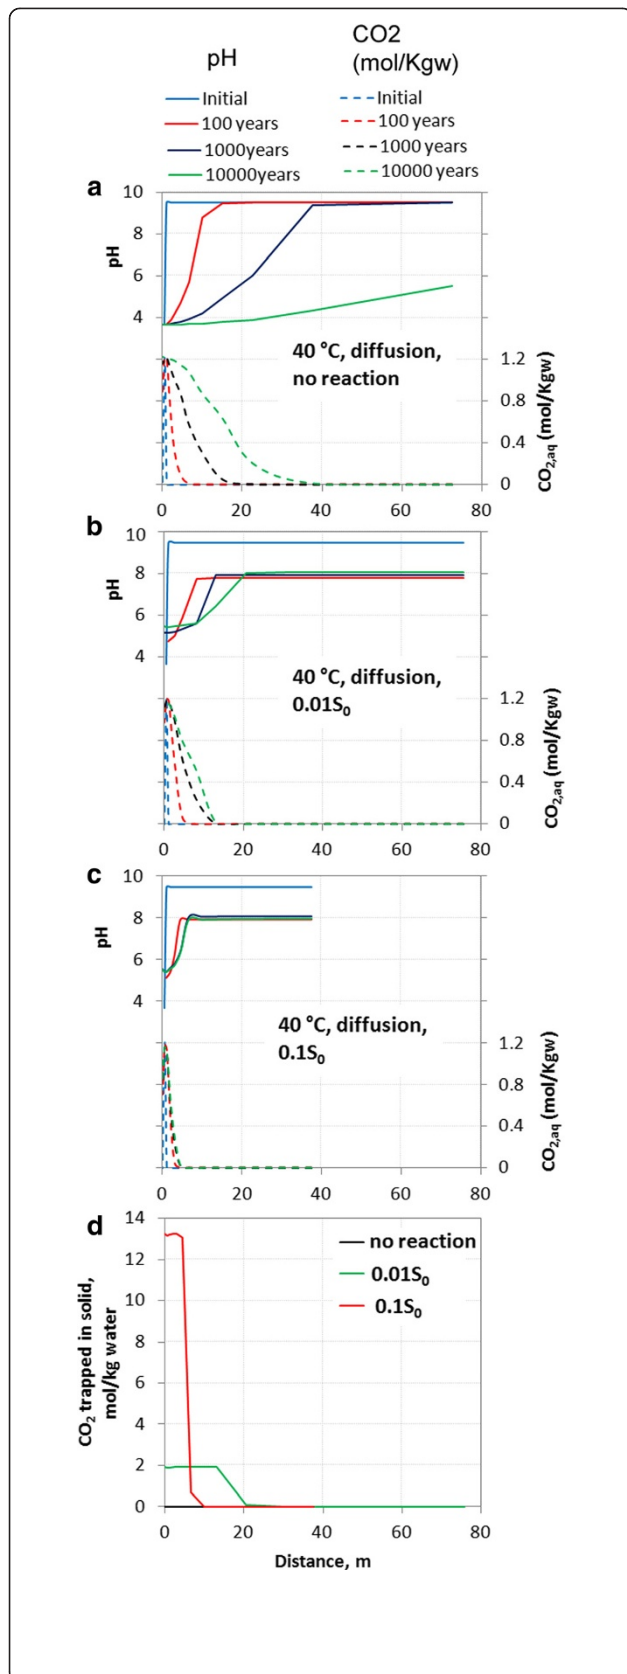 pH
CO2
(mol/Kgw)
Initial
100 years
1000years
10000years
Initial
100 years
1000 years
10000 years
a
10
8
6
4
pH
40 °C, diffusion,
no reaction
1.2
0.8
0.4
0
CO2,aq (mol/Kgw)
0 20 40 60 80
b
10
8
6
4
pH
40 °C, diffusion,
0.01S0
1.2
0.8
0.4
0
CO2,aq (mol/Kgw)
0 20 40 60 80
c
10
8
6
4
pH
40 °C, diffusion,
0.1S0
1.2
0.8
0.4
0
CO2,aq (mol/Kgw)
0 20 40 60 80
d
14
12
10
8
6
4
2
0
CO2 trapped in solid,
mol/kg water
no reaction
0.01S0
0.1S0
0 20 40 60 80
Distance, m